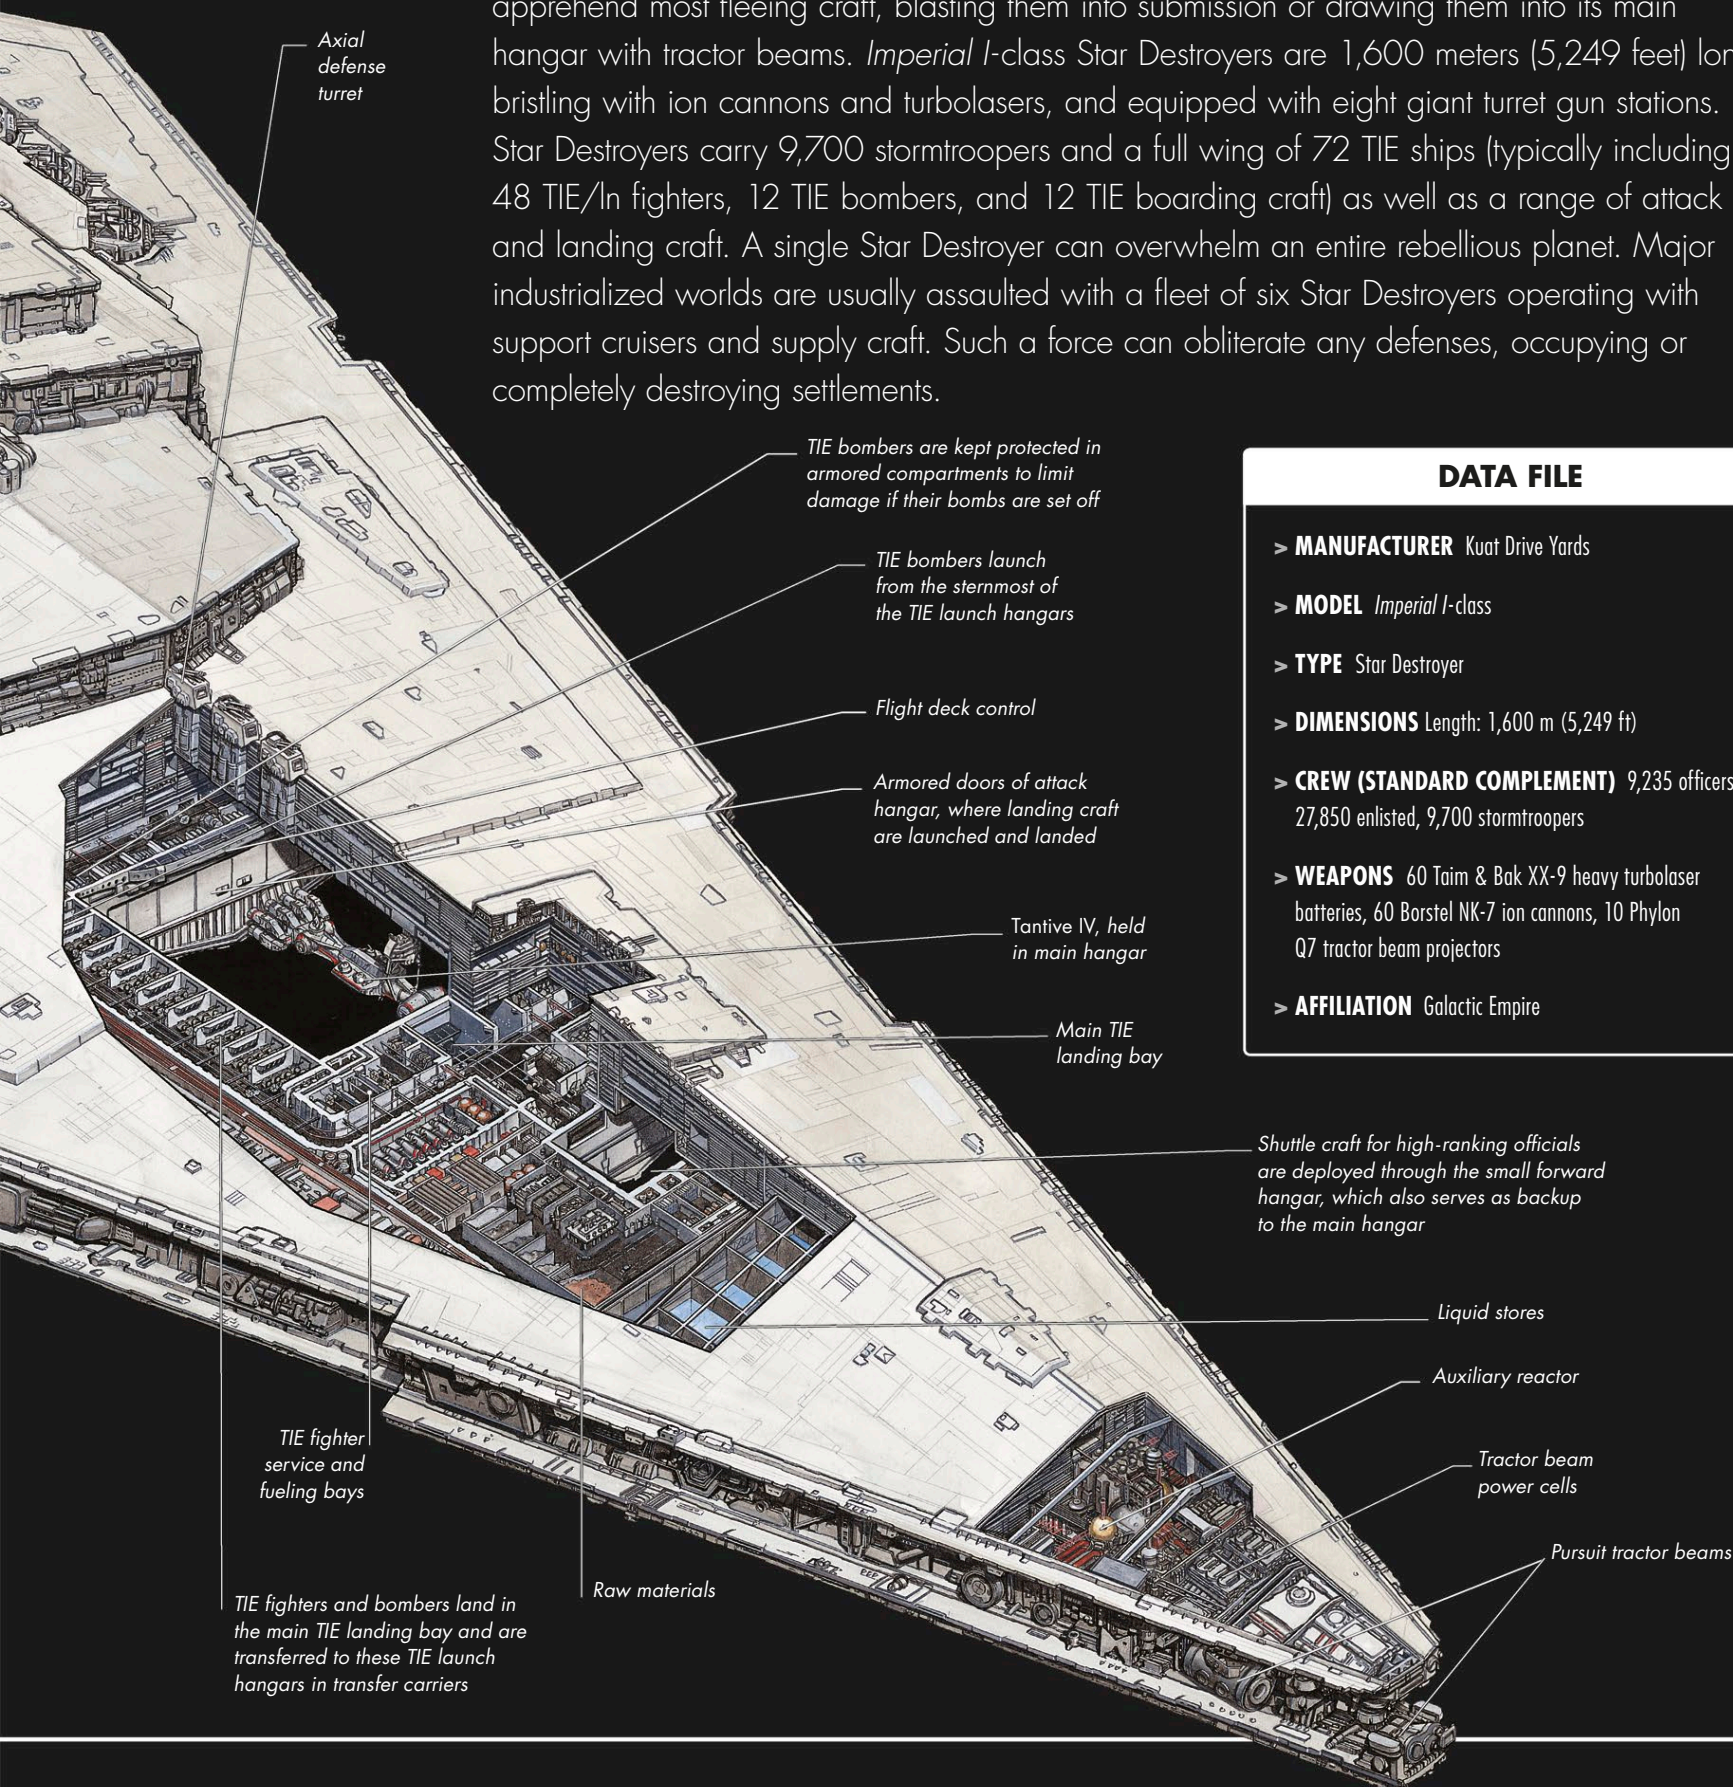 apprehend most fleeing craft, blasting them into submission or drawing them into its main
hangar with tractor beams. Imperial I-class Star Destroyers are 1,600 meters (5,249 feet) lon
bristling with ion cannons and turbolasers, and equipped with eight giant turret gun stations.
Star Destroyers carry 9,700 stormtroopers and a full wing of 72 TIE ships (typically including
48 TIE/ln fighters, 12 TIE bombers, and 12 TIE boarding craft) as well as a range of attack
and landing craft. A single Star Destroyer can overwhelm an entire rebellious planet. Major
industrialized worlds are usually assaulted with a fleet of six Star Destroyers operating with
support cruisers and supply craft. Such a force can obliterate any defenses, occupying or
completely destroying settlements.
Axial
defense
turret
TIE bombers are kept protected in
armored compartments to limit
damage if their bombs are set off
TIE bombers launch
from the sternmost of
the TIE launch hangars
Flight deck control
Armored doors of attack
hangar, where landing craft
are launched and landed
Tantive IV, held
in main hangar
Main TIE
landing bay
DATA FILE
> MANUFACTURER Kuat Drive Yards
> MODEL Imperial I-class
> TYPE Star Destroyer
> DIMENSIONS Length: 1,600 m (5,249 ft)
> CREW (STANDARD COMPLEMENT) 9,235 officers
27,850 enlisted, 9,700 stormtroopers
> WEAPONS 60 Taim & Bak XX-9 heavy turbolaser
batteries, 60 Borstel NK-7 ion cannons, 10 Phylon
Q7 tractor beam projectors
> AFFILIATION Galactic Empire
Shuttle craft for high-ranking officials
are deployed through the small forward
hangar, which also serves as backup
to the main hangar
Liquid stores
Auxiliary reactor
Tractor beam
power cells
Pursuit tractor beams
TIE fighter
service and
fueling bays
Raw materials
TIE fighters and bombers land in
the main TIE landing bay and are
transferred to these TIE launch
hangars in transfer carriers